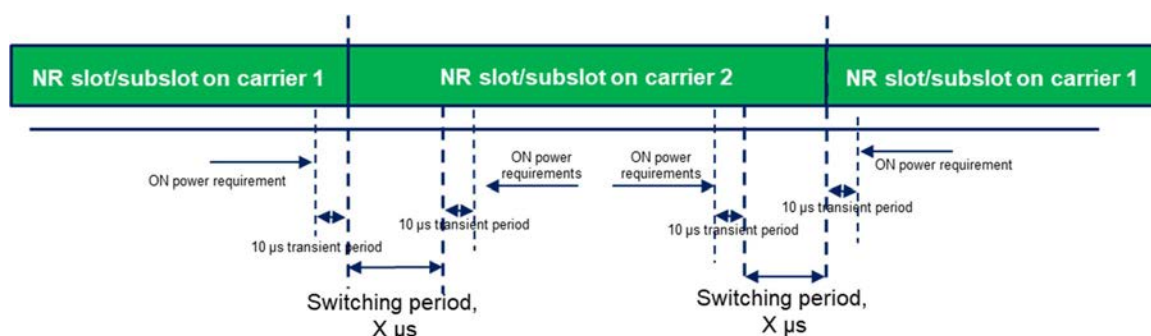 NR slot/subslot on carrier 1
NR slot/subslot on carrier 2
NR slot/subslot on carrier 1
ON power requirement
ON power
requirements
ON power
requirements
ON power requirement
10 µs transient period
10 µs transient period
10 µs transient period
10 µs transient period
Switching period,
X µs
Switching period,
X µs